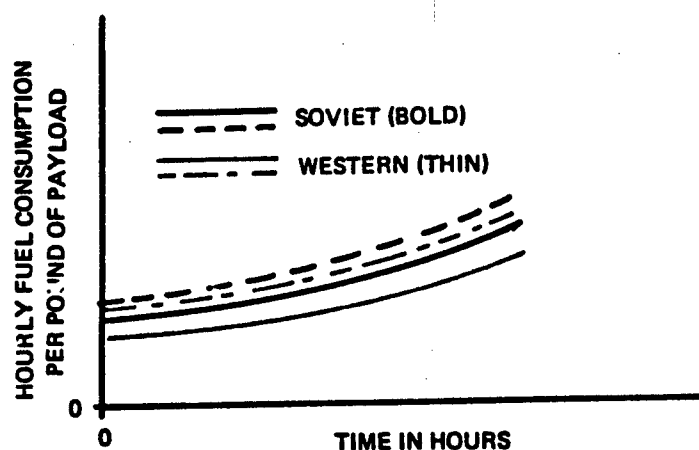 HOURLY FUEL CONSUMPTION
PER POUND OF PAYLOAD
SOVIET (BOLD)
WESTERN (THIN)
0
0
TIME IN HOURS